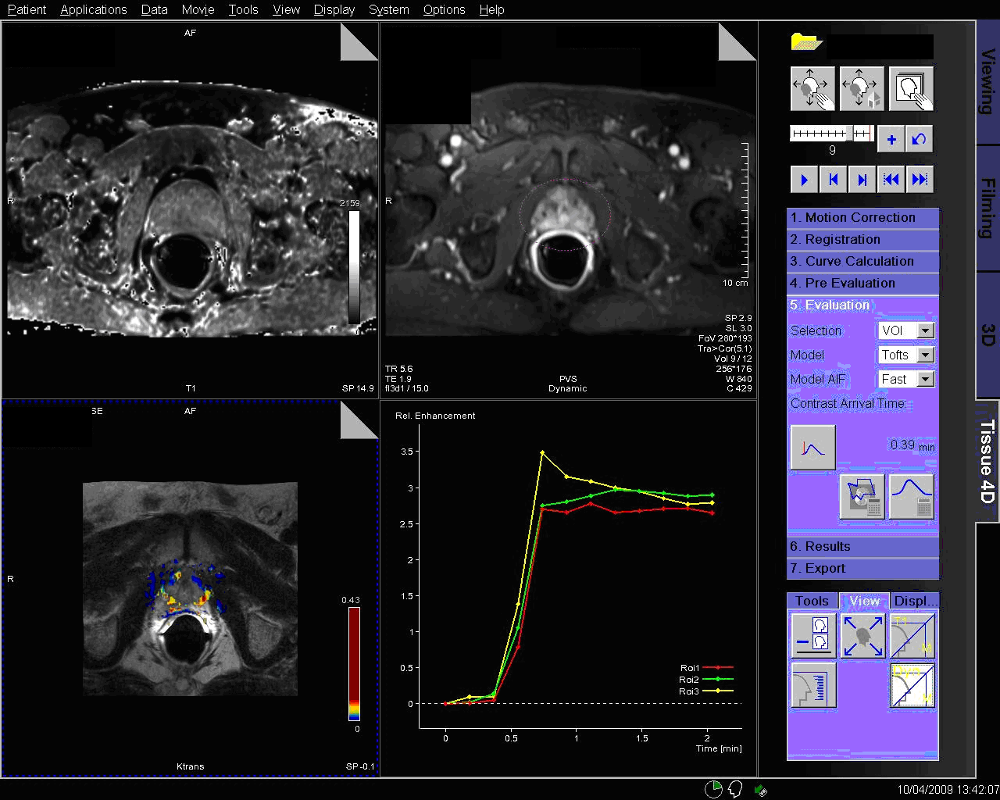 Patient Applications Data Movie Tools View Display System Options Help
AF
R
2159
0
T1
SP 14.9
R
10 cm
SP 2.9
SL 3.0
FoV 280*193
Tra>Cor(5.1)
Vol 9 / 12
256*176
W 840
C 429
TR 5.6
TE 1.9
fl3d1 / 15.0
PVS
Dynamic
SE
AF
R
0.43
0
Ktrans
SP -0.1
Rel. Enhancement
3.5
3
2.5
2
1.5
1
0.5
0
0 0.5 1 1.5 2
Time [min]
Roi1
Roi2
Roi3
9
1. Motion Correction
2. Registration
3. Curve Calculation
4. Pre Evaluation
5. Evaluation
Selection VOI
Model Tofts
Model AIF Fast
Contrast Arrival Time:
0.39 min
6. Results
7. Export
Tools View Displ...
T1
M
Dyn
M
Viewing
Filming
3D
Tissue 4D
10/04/2009 13:42:07